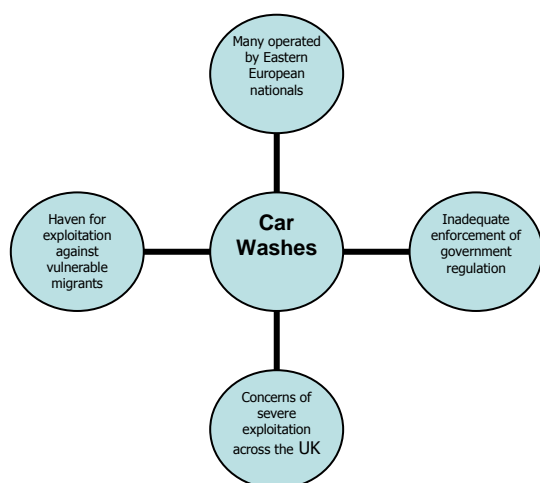 Many operated
by Eastern
European
nationals
Haven for
exploitation
against
vulnerable
migrants
Car
Washes
Inadequate
enforcement of
government
regulation
Concerns of
severe
exploitation
across the UK